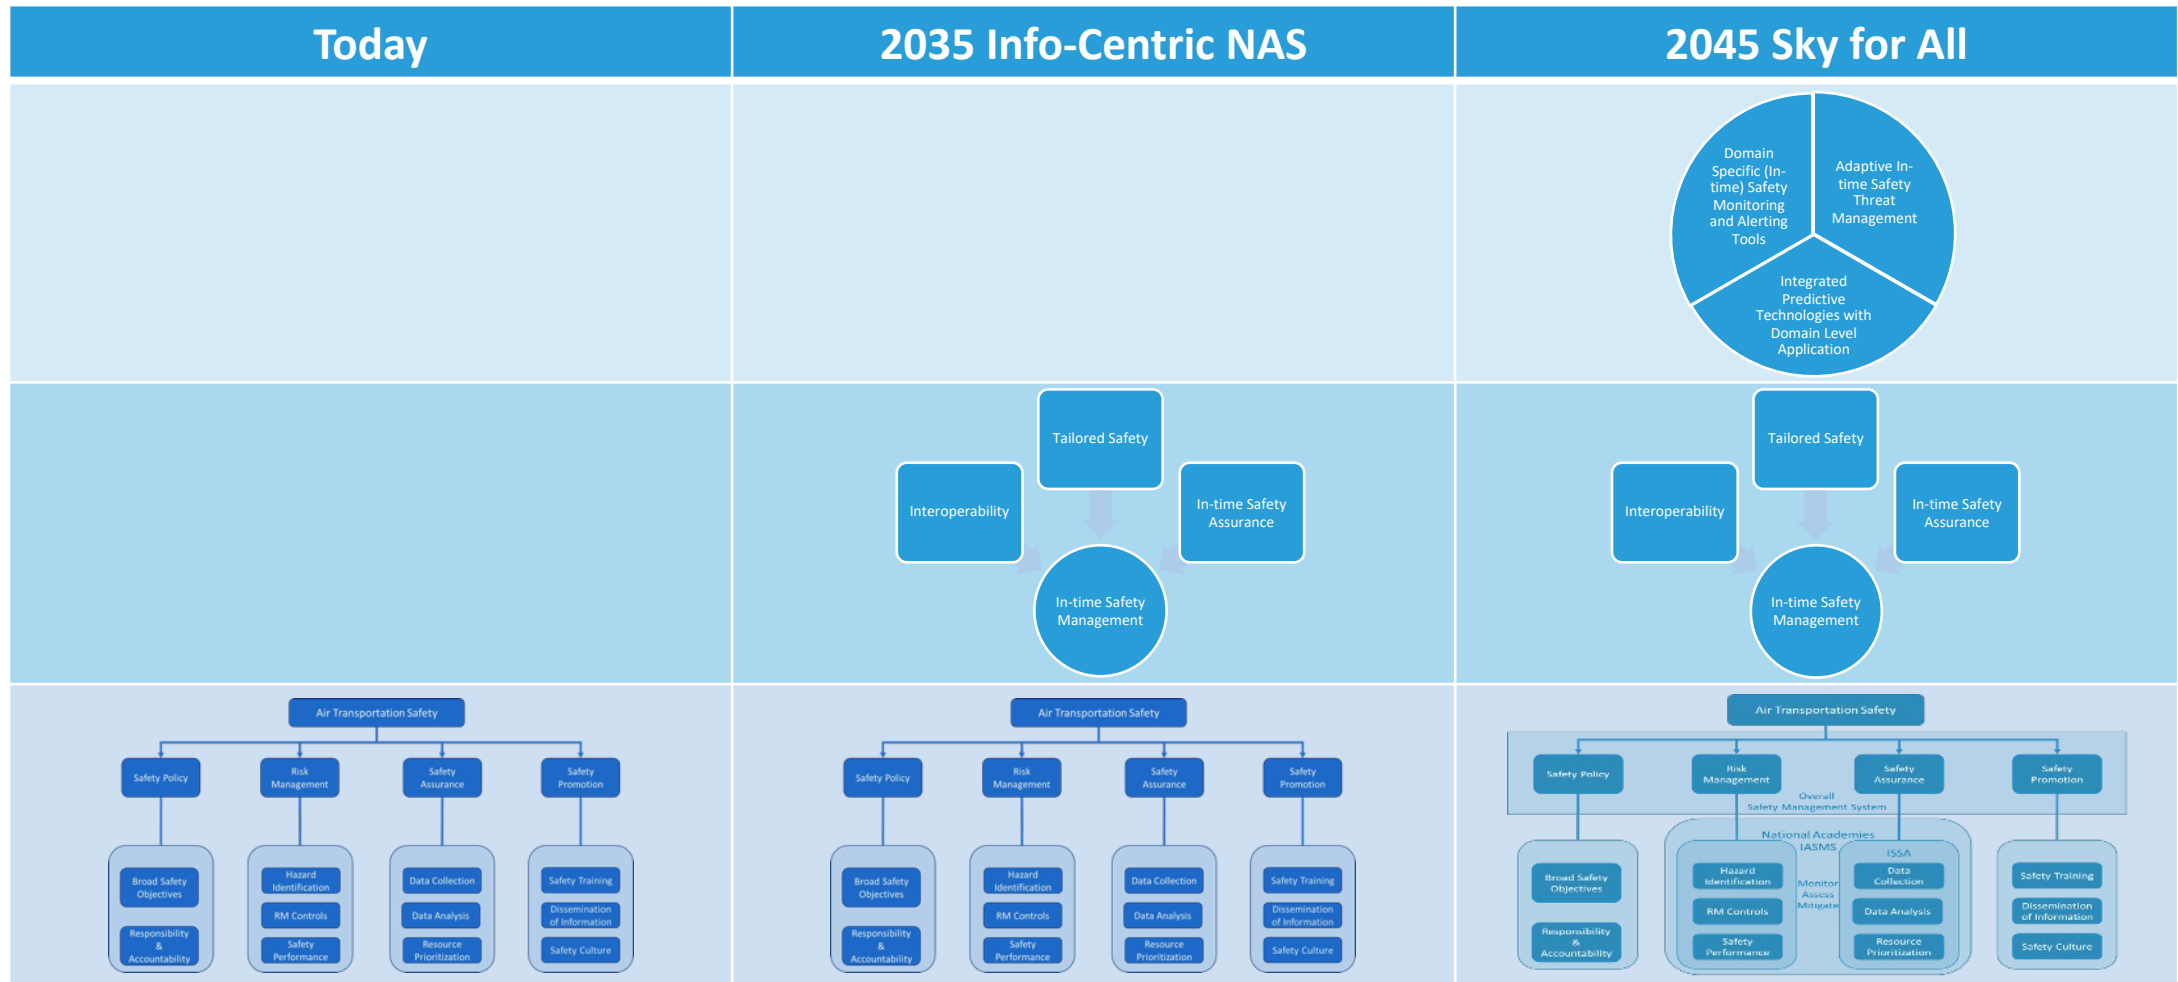 Today
2035 Info-Centric NAS
2045 Sky for All
Domain
Specific (In-
time) Safety
Monitoring
and Alerting
Tools
Adaptive In-
time Safety
Threat
Management
Integrated
Predictive
Technologies with
Domain Level
Application
Tailored Safety
Interoperability
In-time Safety
Assurance
In-time Safety
Management
Tailored Safety
Interoperability
In-time Safety
Assurance
In-time Safety
Management
Air Transportation Safety
Safety Policy
Risk
Management
Safety
Assurance
Safety
Promotion
Broad Safety
Objectives
Responsibility
&
Accountability
Hazard
Identification
RM Controls
Safety
Performance
Data Collection
Data Analysis
Resource
Prioritization
Safety Training
Dissemination
of Information
Safety Culture
Air Transportation Safety
Safety Policy
Risk
Management
Safety
Assurance
Safety
Promotion
Broad Safety
Objectives
Responsibility
&
Accountability
Hazard
Identification
RM Controls
Safety
Performance
Data Collection
Data Analysis
Resource
Prioritization
Safety Training
Dissemination
of Information
Safety Culture
Air Transportation Safety
Safety Policy
Risk
Management
Safety
Assurance
Safety
Promotion
Overall
Safety Management System
National Academies
IASMS
ISSA
Broad Safety
Objectives
Responsibility
&
Accountability
Hazard
Identification
RM Controls
Safety
Performance
Monitor
Assess
Mitigate
Data
Collection
Data Analysis
Resource
Prioritization
Safety Training
Dissemination
of Information
Safety Culture